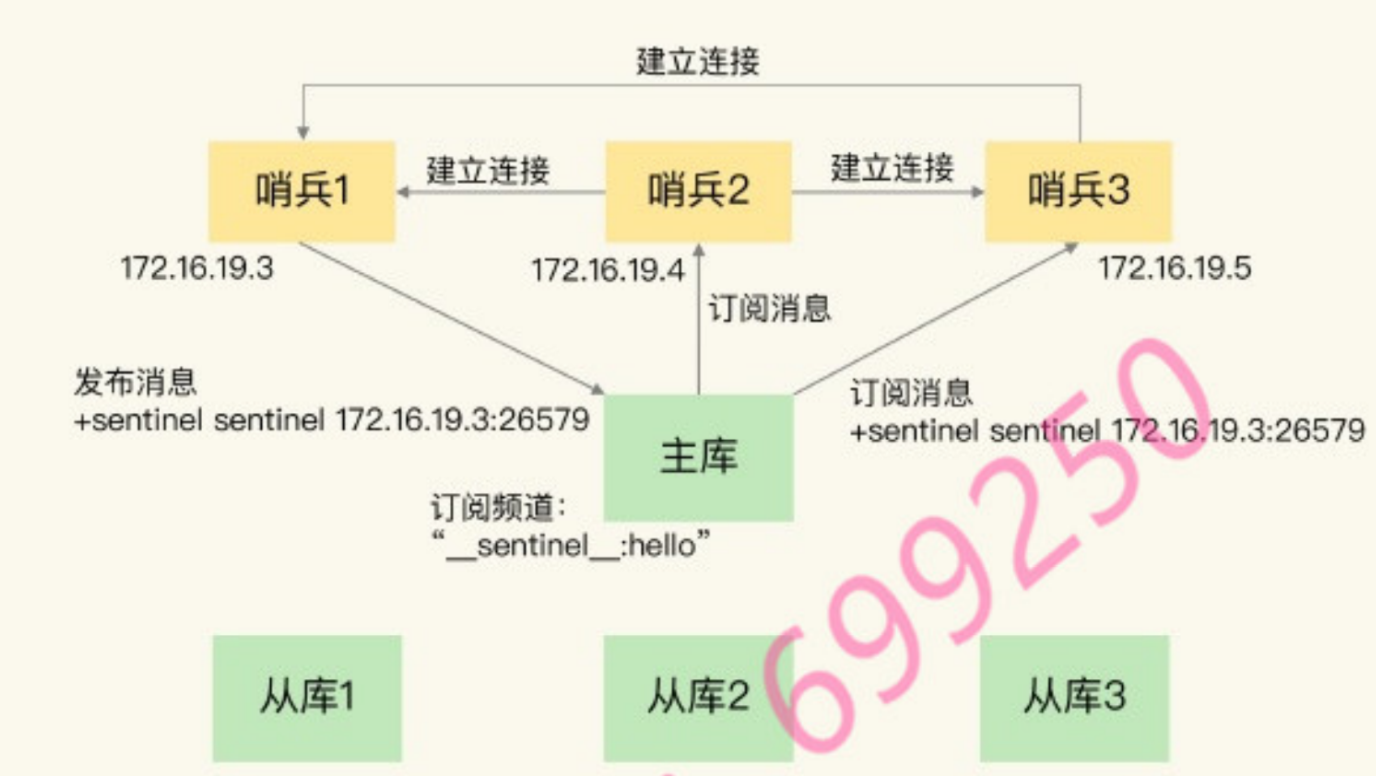 建立连接
哨兵1
建立连接
哨兵2
建立连接
哨兵3
172.16.19.3
172.16.19.4
172.16.19.5
订阅消息
发布消息
+sentinel sentinel 172.16.19.3:26579
订阅消息
+sentinel sentinel 172.16.19.3:26579
主库
订阅频道：
“__sentinel__:hello”
从库1
从库2
从库3
699250